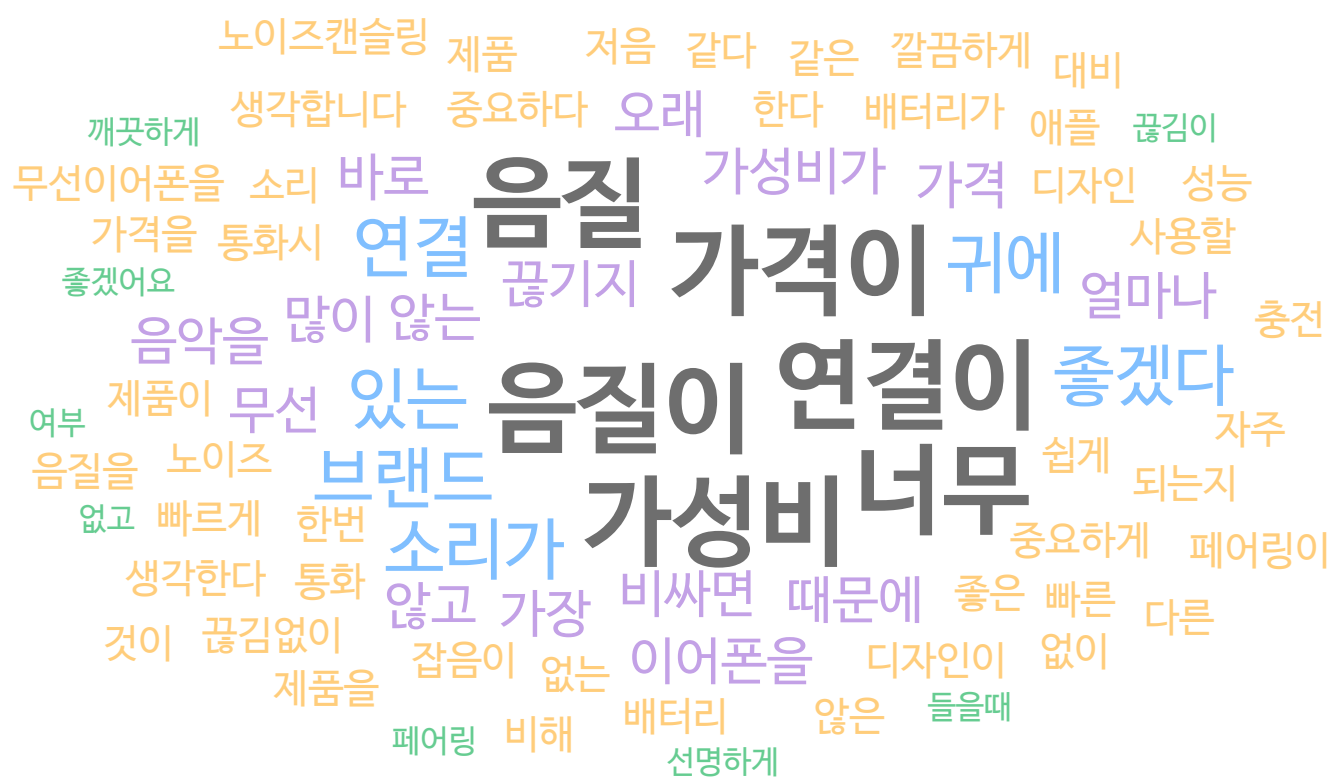 노이즈캔슬링
제품
저음
같다
같은
깔끔하게
대비
생각합니다
중요하다
오래
한다
배터리가
애플
끊김이
깨끗하게
무선이어폰을
소리
바로
음질
가성비가
가격
디자인
성능
가격을
통화시
연결
끊기지
가격이
귀에
사용할
좋겠어요
음악을
많이
않는
얼마나
충전
제품이
무선
있는
음질이
연결이
좋겠다
여부
자주
음질을
노이즈
브랜드
너무
쉽게
되는지
없고
빠르게
한번
소리가
가성비
중요하게
페어링이
생각한다
통화
않고
가장
비싸면
때문에
좋은
빠른
다른
것이
끊김없이
잡음이
없는
이어폰을
디자인이
없이
제품을
페어링
비해
배터리
않은
들을때
선명하게